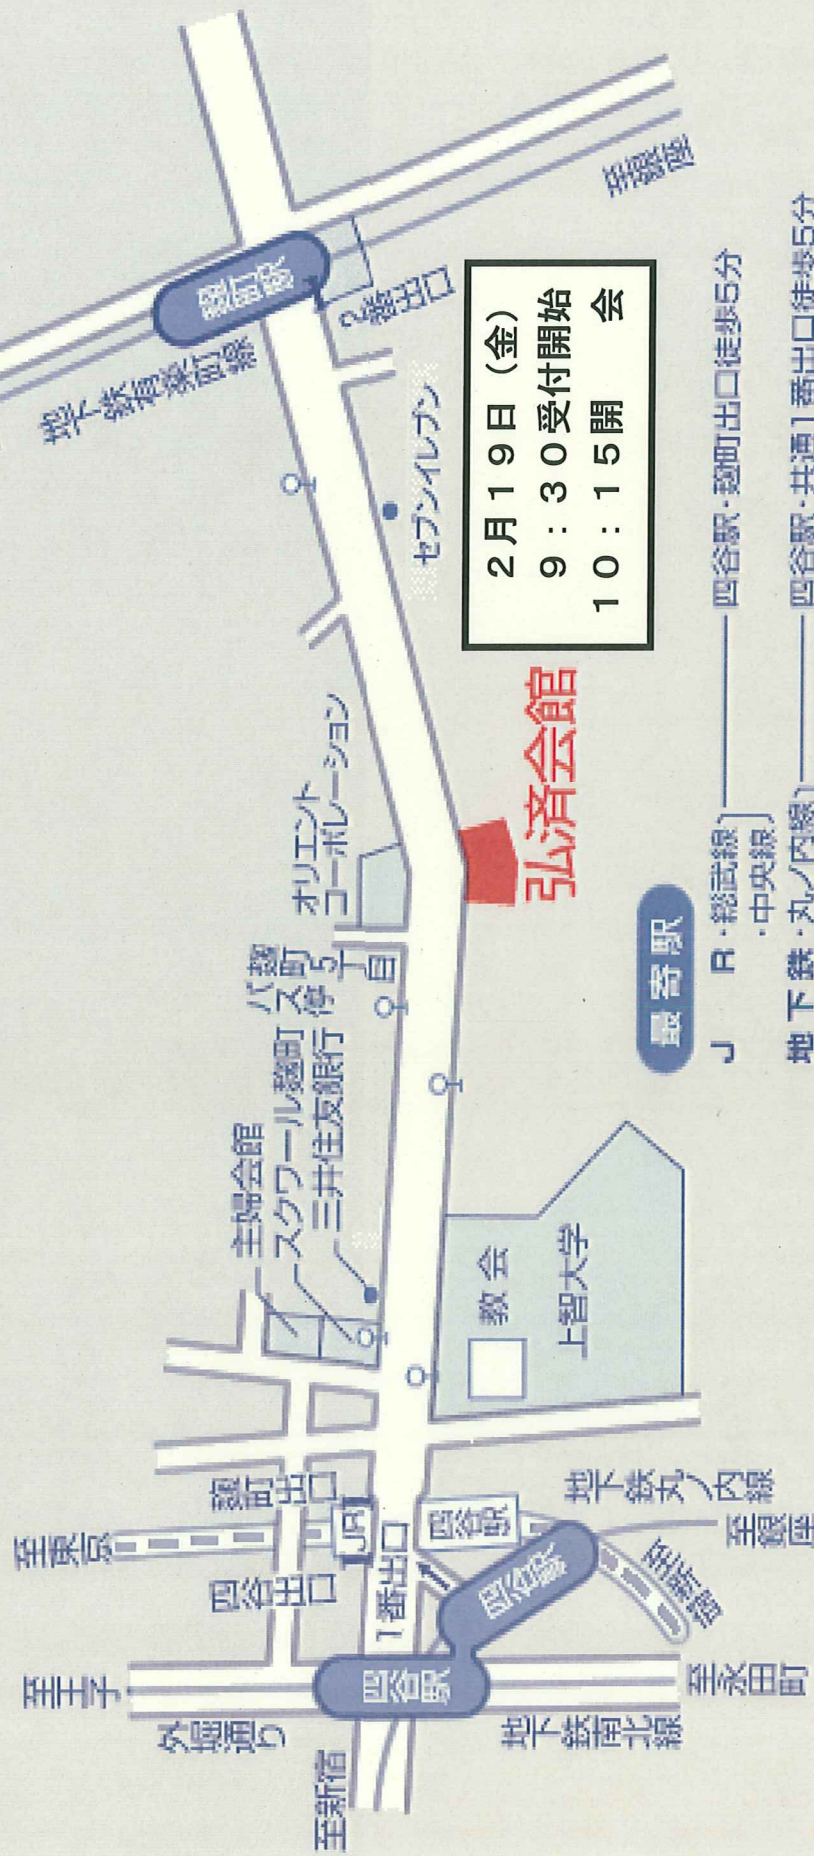 至王子
外堀通り
至新宿
四谷駅
地下鉄南北線
至永田町
至東京
四谷出口
麹町出口
JR
四谷駅
1番出口
四谷駅
地下鉄丸ノ内線
至新宿
至銀座
主婦会館
スクワール麹町
三井住友銀行
麹町5丁目
バス停
教会
上智大学
オリエント
コーポレーション
弘済会館
セブンイレブン
地下鉄有楽町線
麹町駅
2番出口
至銀座
2月19日(金)
9:30受付開始
10:15開 会
最寄駅
J R・総武線
・中央線
四谷駅・麹町出口徒歩5分
地下鉄・丸ノ内線
四谷駅・共通1番出口徒歩5分